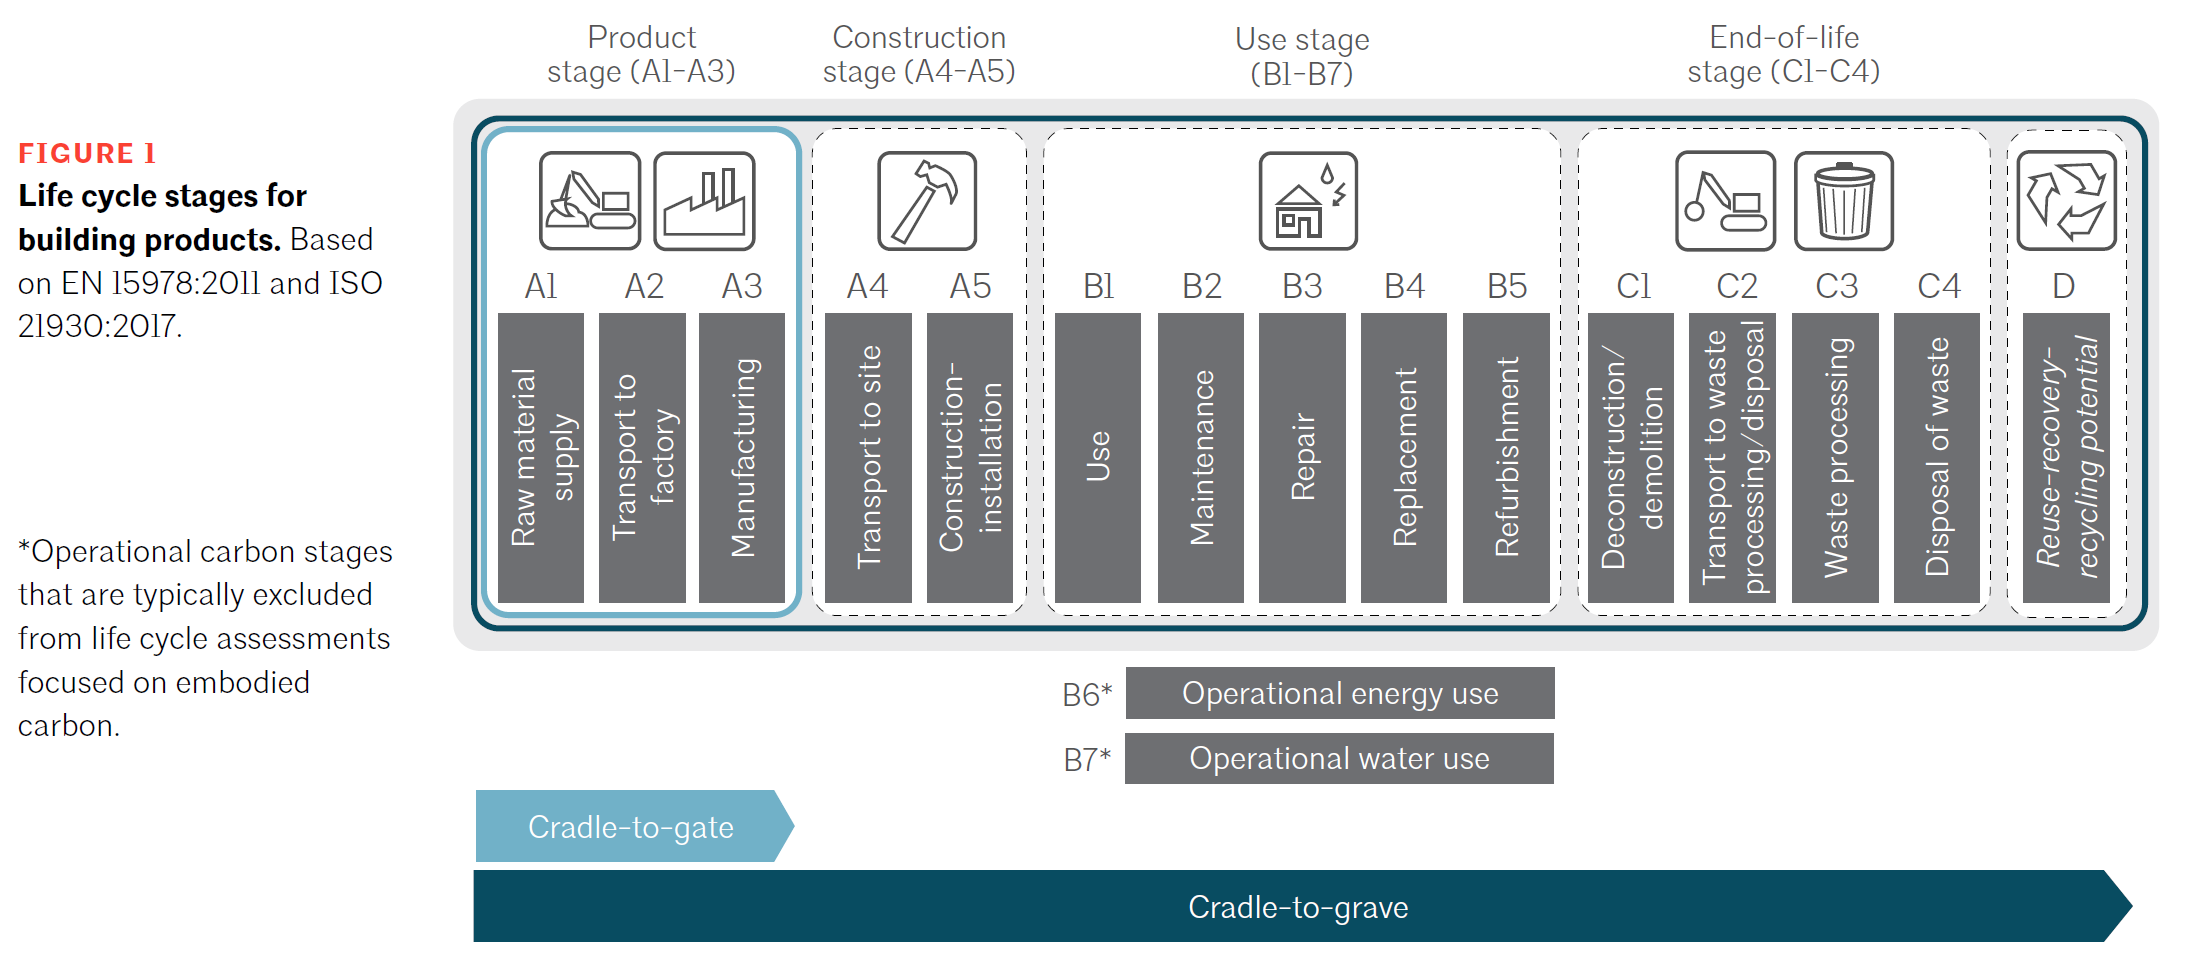 Product
stage (A1-A3)
Construction
stage (A4-A5)
Use stage
(B1-B7)
End-of-life
stage (C1-C4)
FIGURE 1
Life cycle stages for
building products. Based
on EN 15978:2011 and ISO
21930:2017.
*Operational carbon stages
that are typically excluded
from life cycle assessments
focused on embodied
carbon.
A1
A2
A3
A4
A5
B1
B2
B3
B4
B5
C1
C2
C3
C4
D
Raw material
supply
Transport to
factory
Manufacturing
Transport to site
Construction-
installation
Use
Maintenance
Repair
Replacement
Refurbishment
Deconstruction/
demolition
Transport to waste
processing/disposal
Waste processing
Disposal of waste
Reuse-recovery-
recycling potential
B6* Operational energy use
B7* Operational water use
Cradle-to-gate
Cradle-to-grave